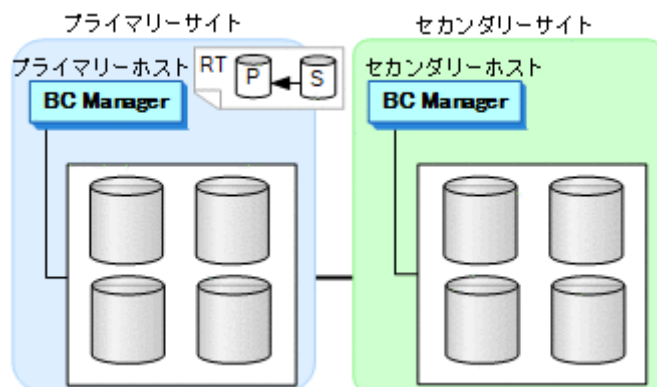 プライマリーサイト
セカンダリーサイト
プライマリーホスト
RT
P
S
セカンダリーホスト
BC Manager
BC Manager